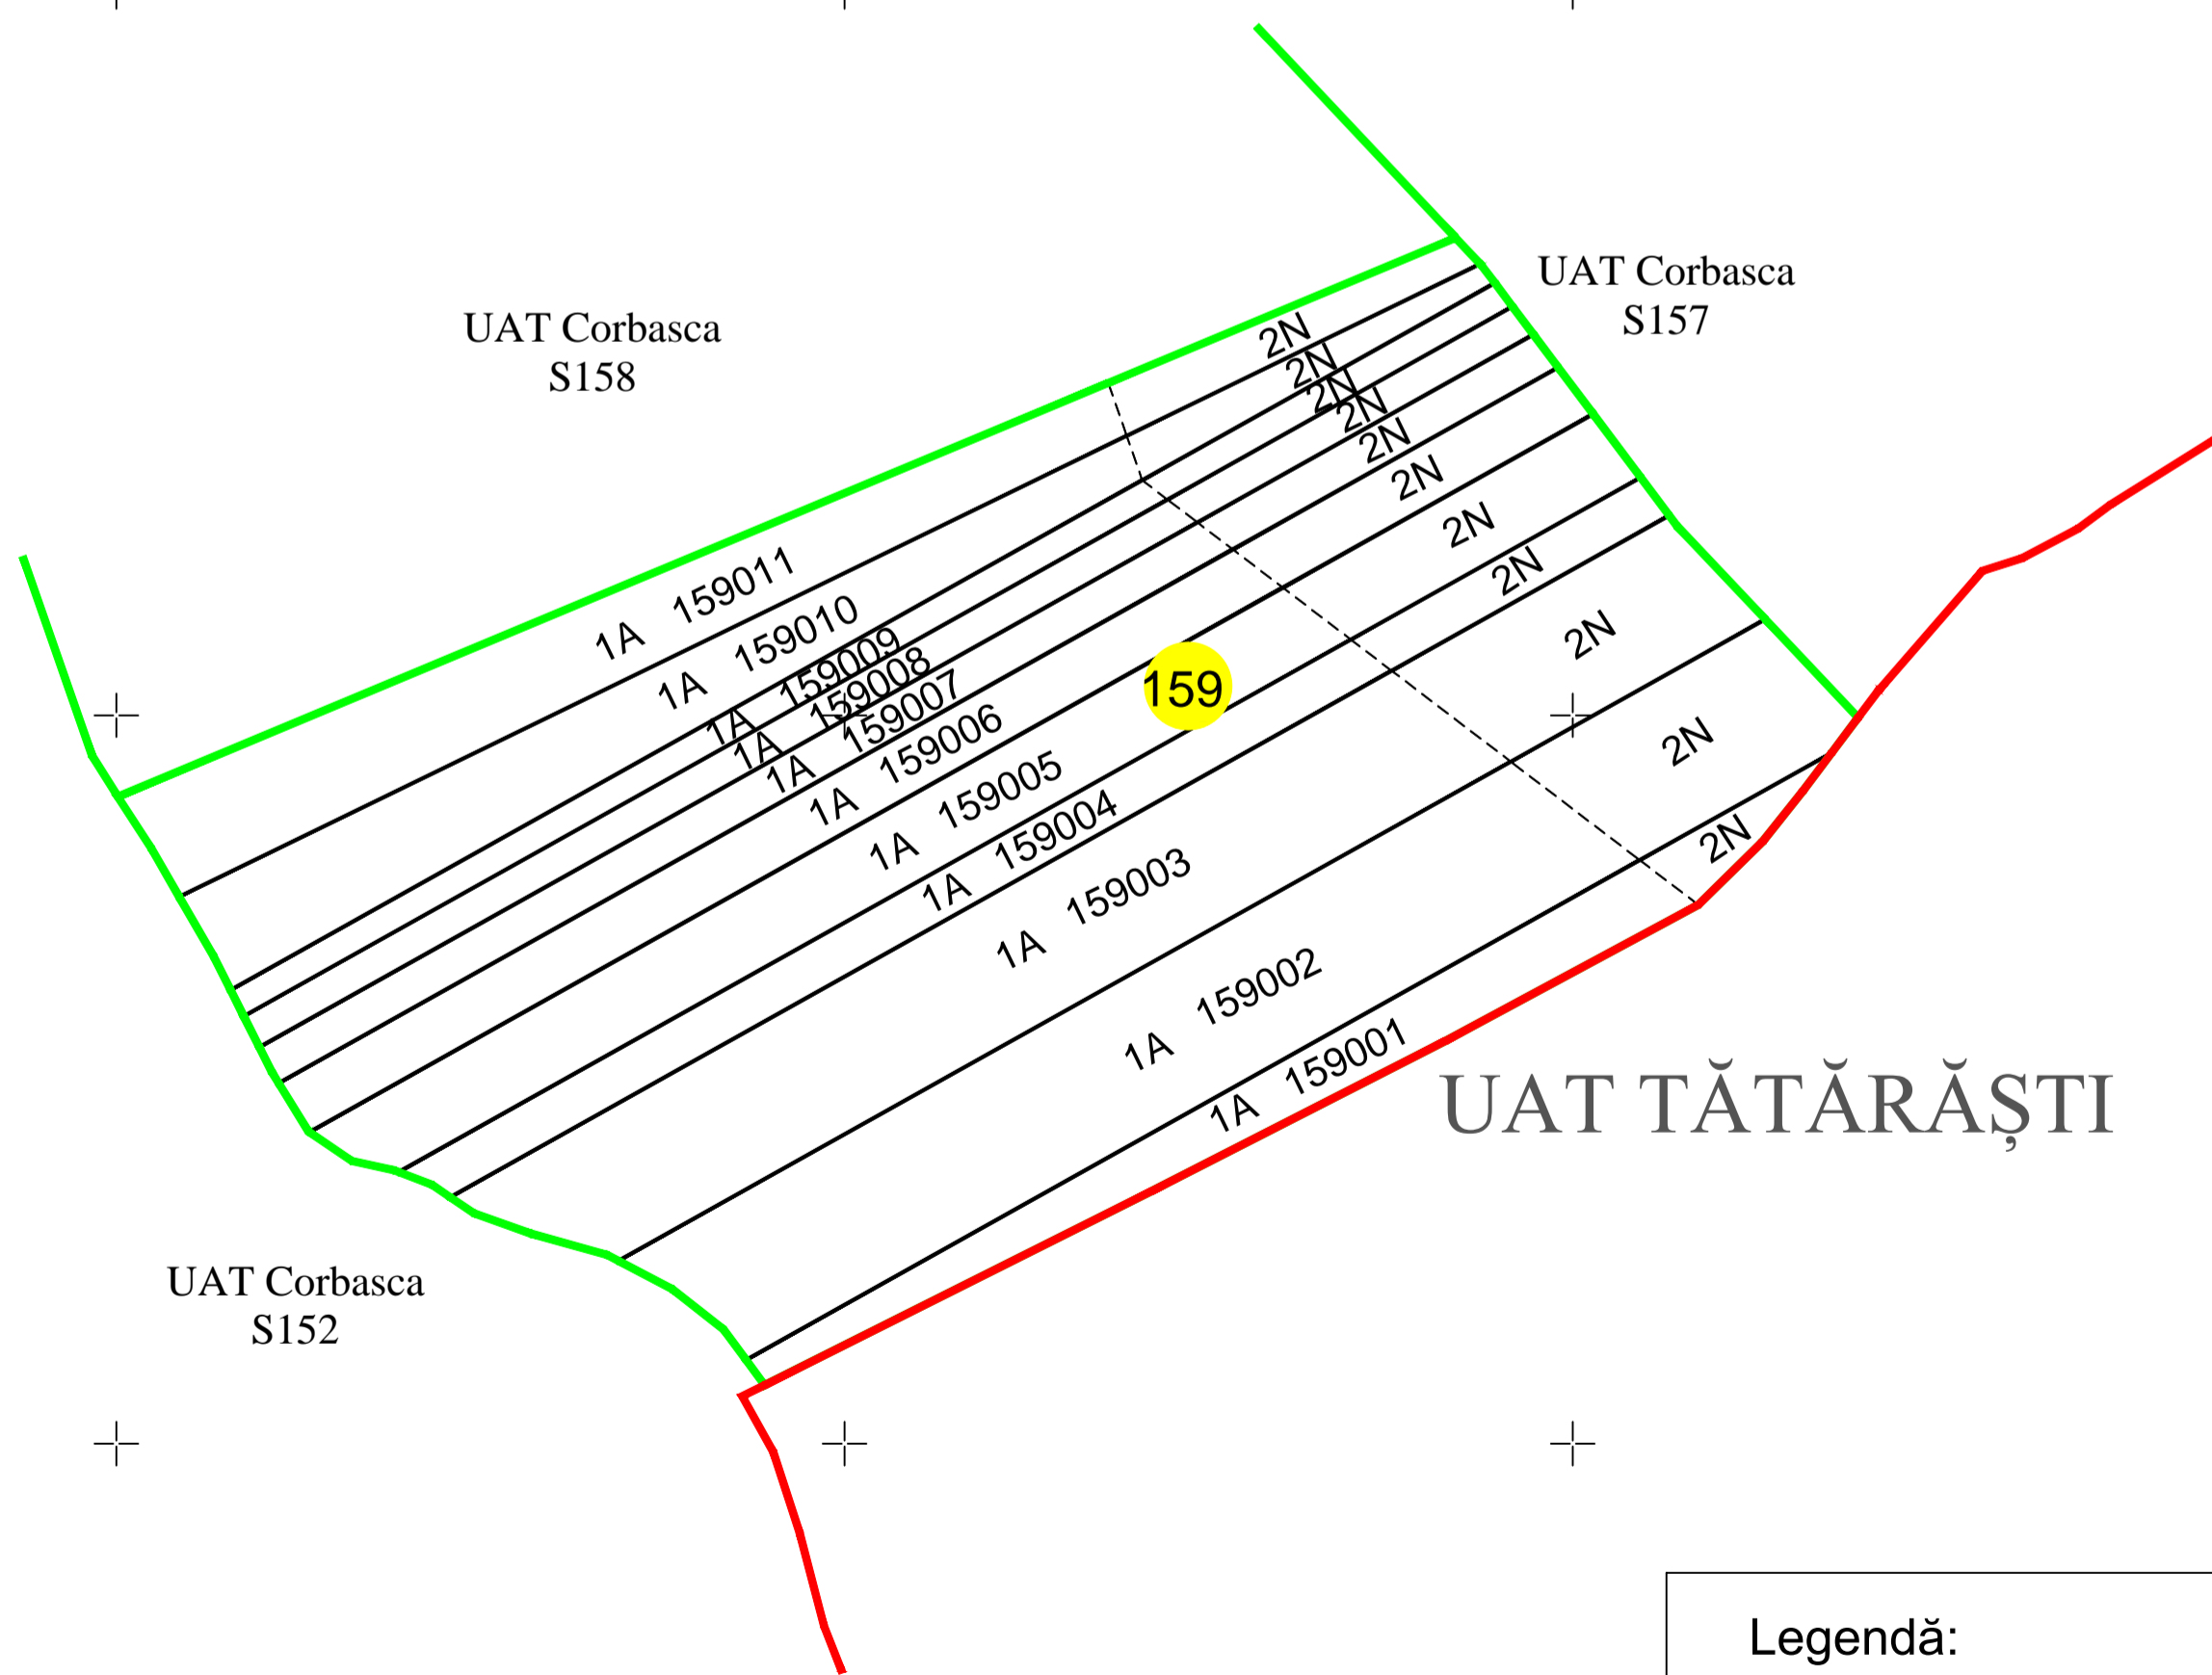 UAT Corbasca
S157
UAT Corbasca
S158
2N
2N
2N
2N
2N
2N
2N
2N
2N
2N
2N
1A 159011
1A 159010
1A 159009
1A 159008
1A 159007
1A 159006
1A 159005
1A 159004
1A 159003
1A 159002
1A 159001
159
UAT TĂTĂRĂȘTI
UAT Corbasca
S152
Legendă: